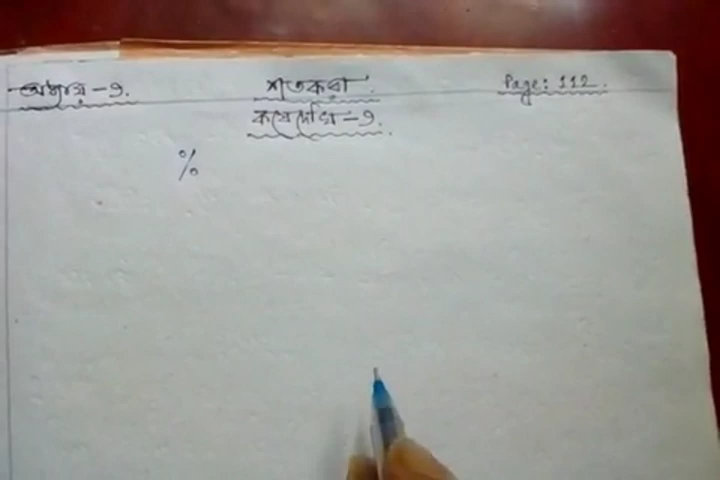 অধ্যায় - ৭. শতকরা. Page: 112.
কষে দেখি - ৭.
%